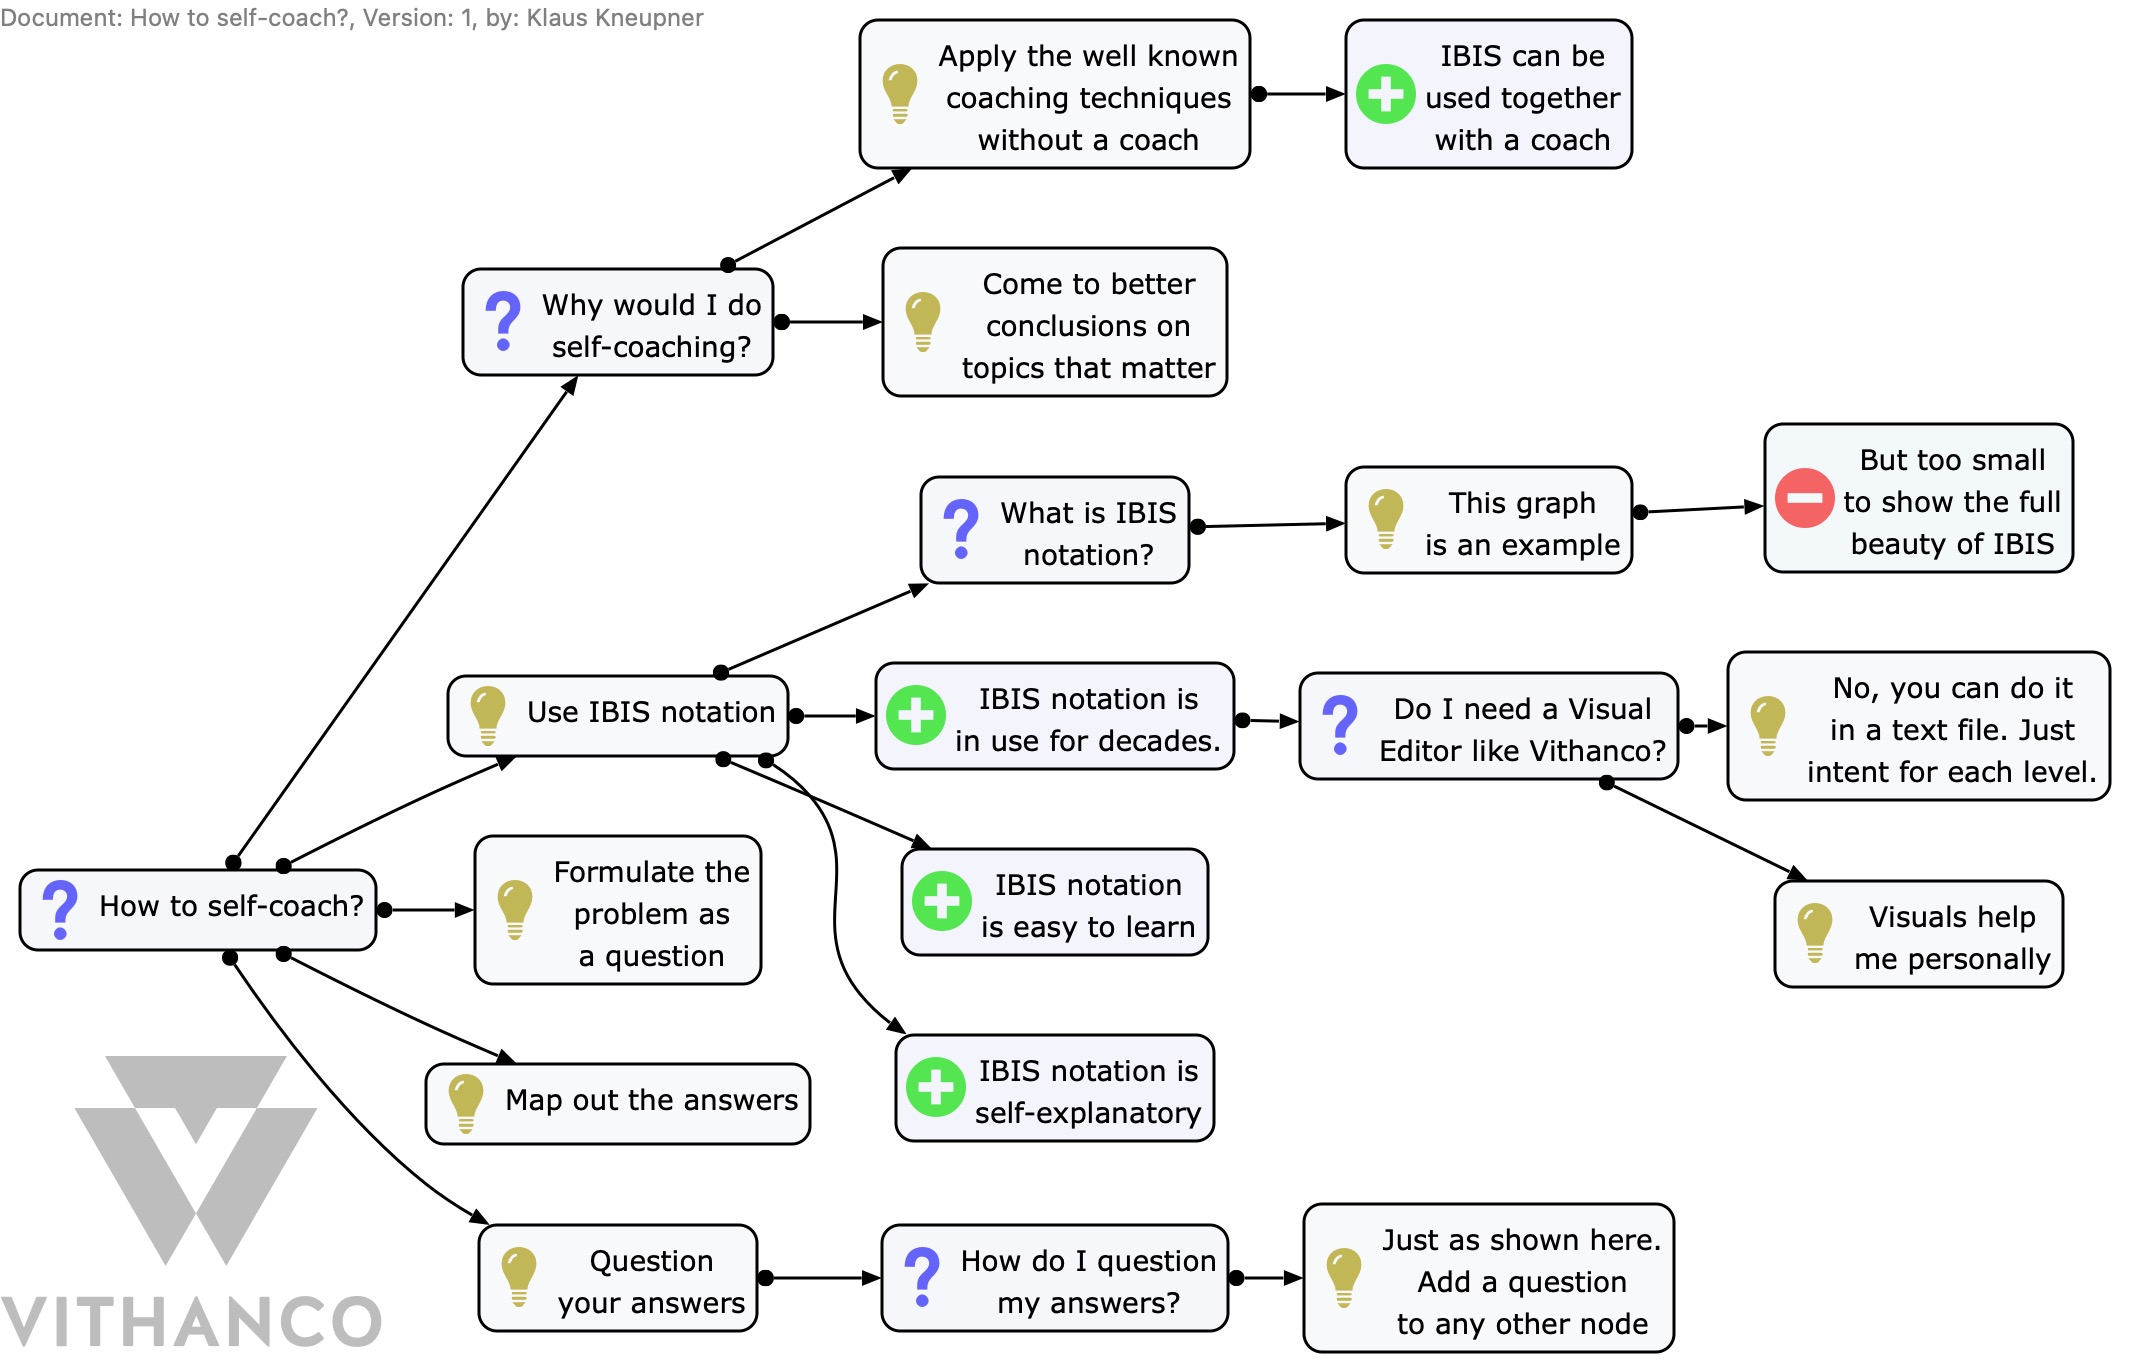 Document: How to self-coach?, Version: 1, by: Klaus Kneupner
Apply the well known
coaching techniques
without a coach
IBIS can be
used together
with a coach
Why would I do
self-coaching?
Come to better
conclusions on
topics that matter
What is IBIS
notation?
This graph
is an example
But too small
to show the full
beauty of IBIS
Use IBIS notation
IBIS notation is
in use for decades.
Do I need a Visual
Editor like Vithanco?
No, you can do it
in a text file. Just
intent for each level.
How to self-coach?
Formulate the
problem as
a question
IBIS notation
is easy to learn
Visuals help
me personally
Map out the answers
IBIS notation is
self-explanatory
Question
your answers
How do I question
my answers?
Just as shown here.
Add a question
to any other node
VITHANCO